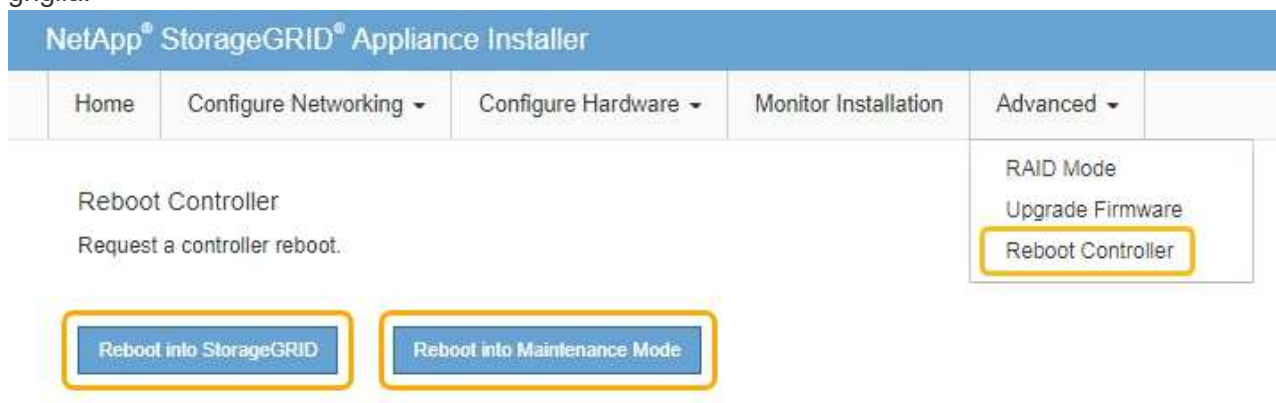 NetApp® StorageGRID® Appliance Installer
Home Configure Networking Configure Hardware Monitor Installation Advanced
RAID Mode
Upgrade Firmware
Reboot Controller
Reboot Controller
Request a controller reboot.
Reboot into StorageGRID Reboot into Maintenance Mode